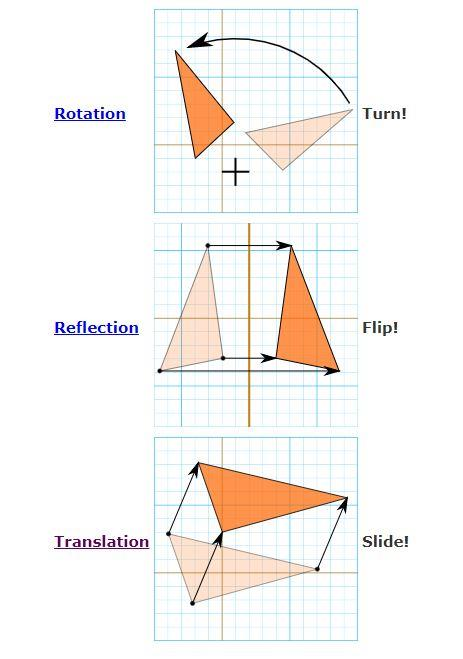 Rotation Turn!
Reflection Flip!
Translation Slide!